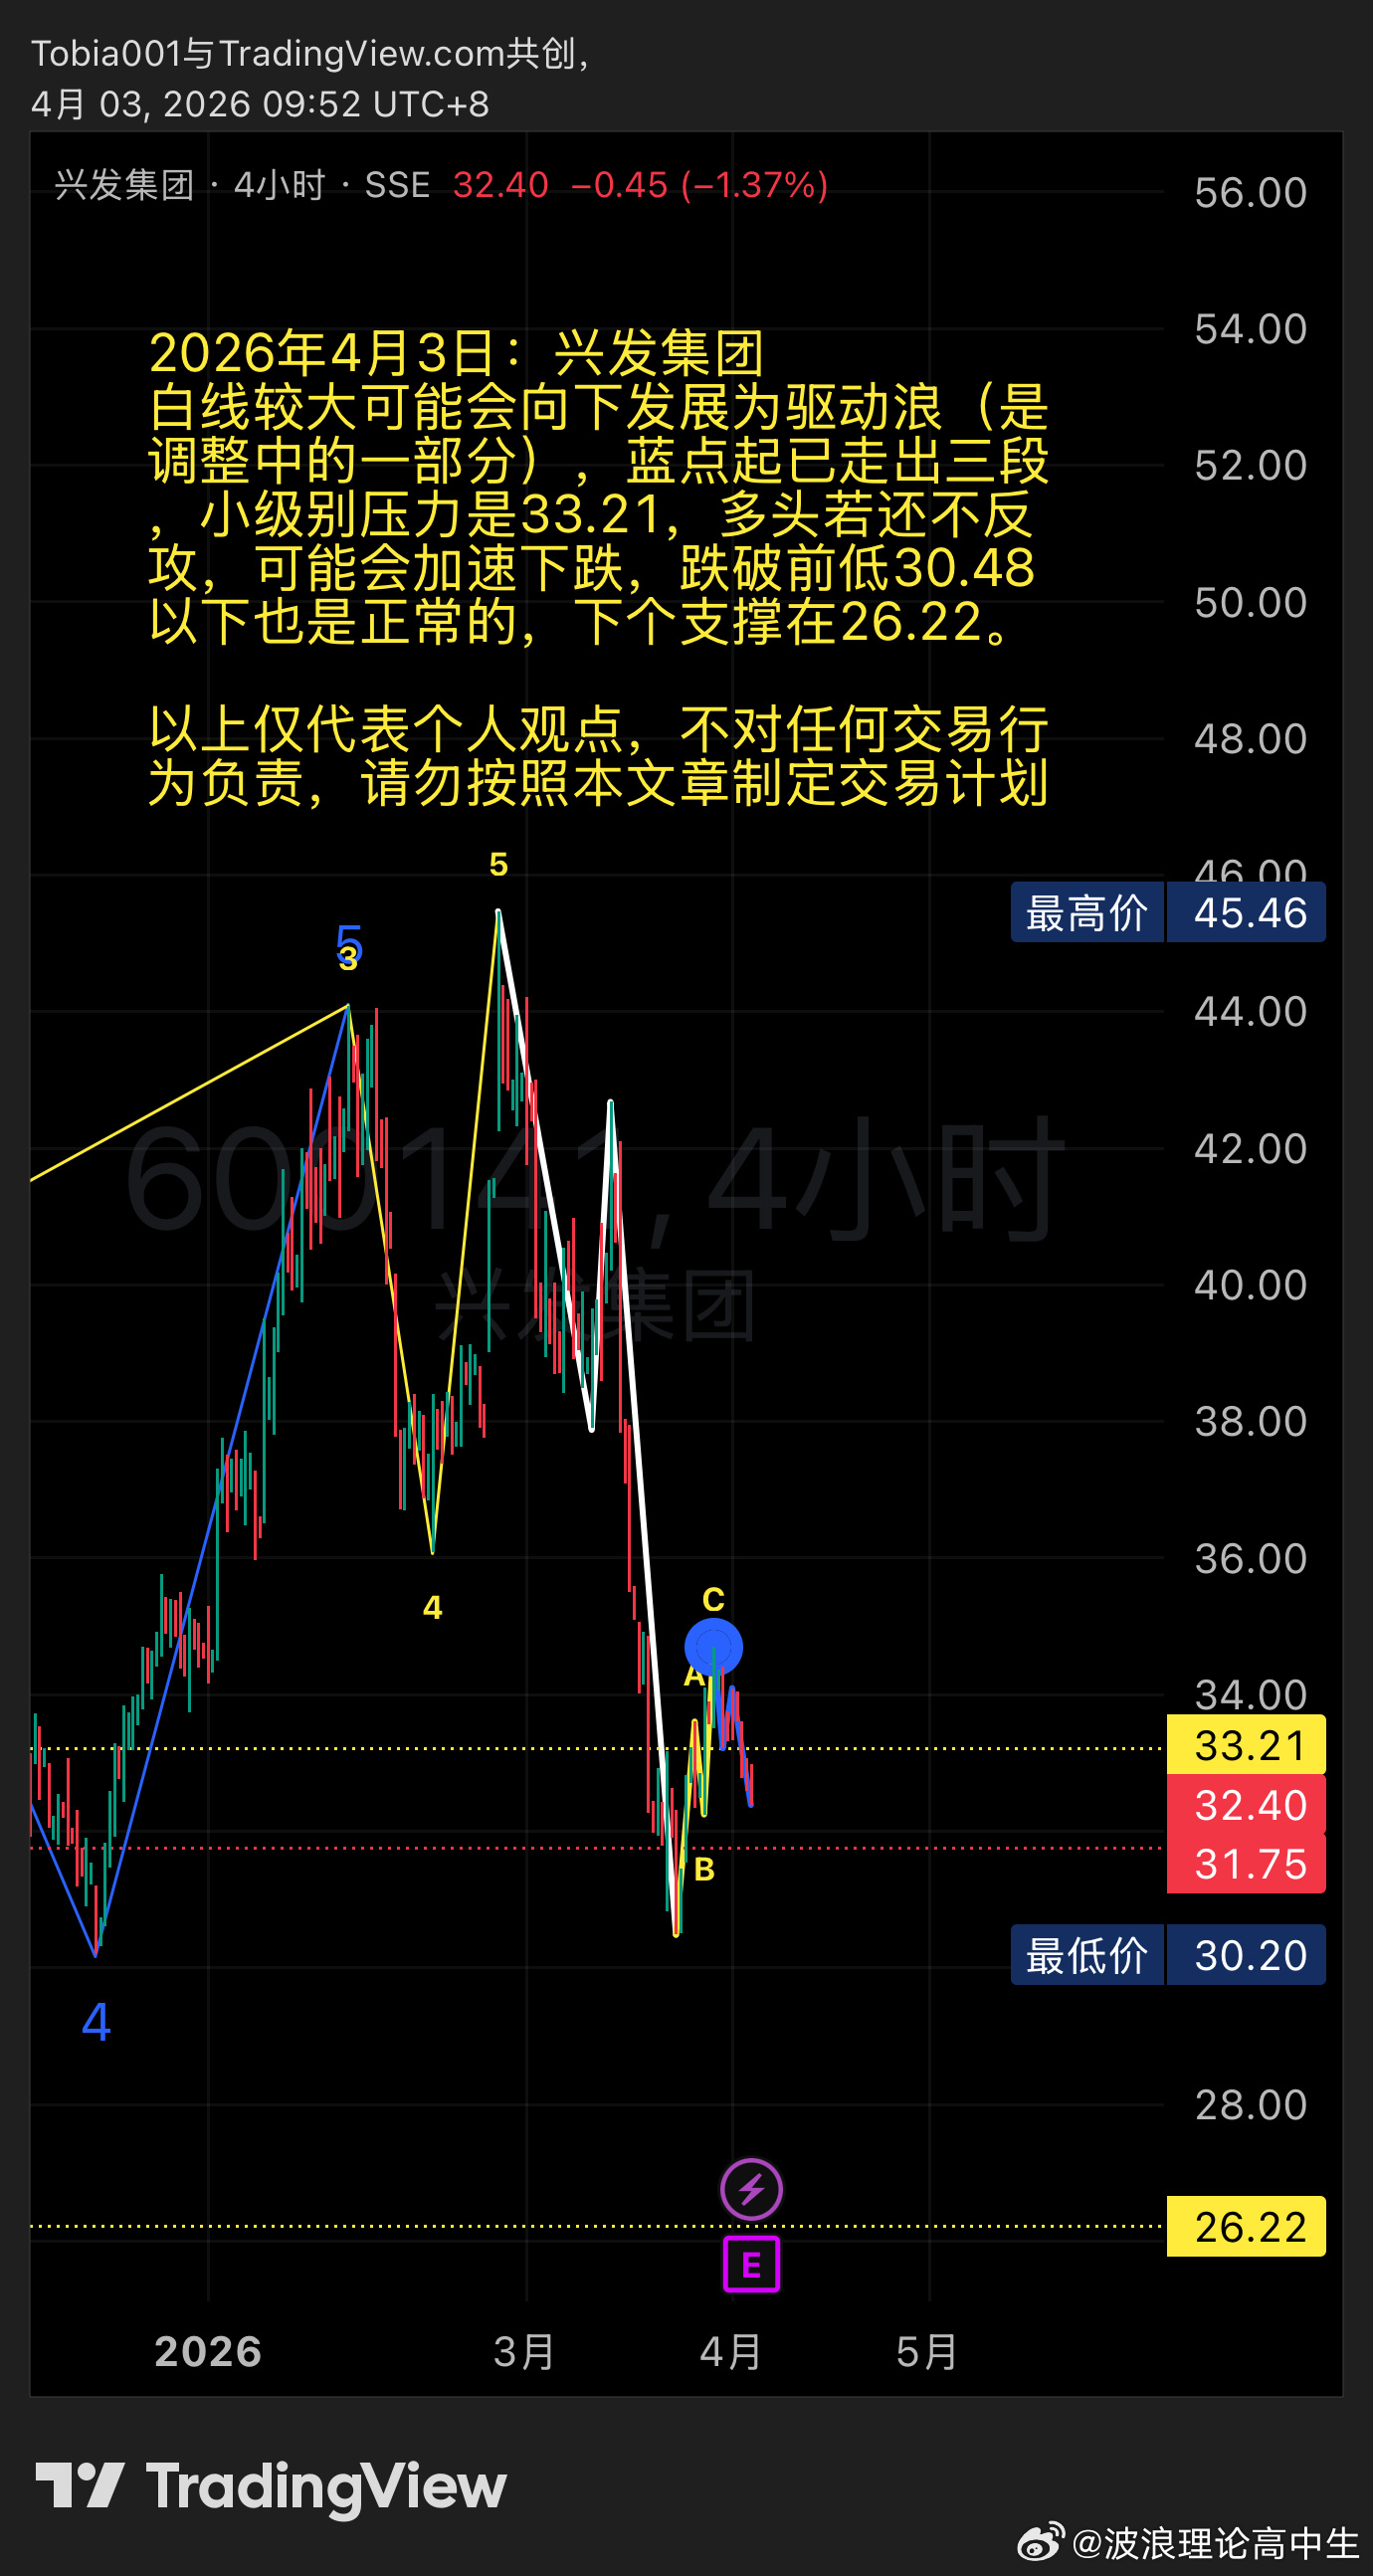 Tobia001与TradingView.com共创，
4月 03, 2026 09:52 UTC+8
兴发集团 · 4小时 · SSE 32.40 −0.45 (−1.37%)
56.00
54.00
2026年4月3日：兴发集团
白线较大可能会向下发展为驱动浪（是
调整中的一部分），蓝点起已走出三段
，小级别压力是33.21，多头若还不反
攻，可能会加速下跌，跌破前低30.48
以下也是正常的，下个支撑在26.22。
以上仅代表个人观点，不对任何交易行
为负责，请勿按照本文章制定交易计划
52.00
50.00
48.00
46.00
最高价 45.46
5
5
3
44.00
600141, 4小时
兴发集团
42.00
40.00
38.00
36.00
4
C
A
B
34.00
33.21
32.40
31.75
最低价 30.20
4
28.00
26.22
E
2026 3月 4月 5月
TradingView
@波浪理论高中生